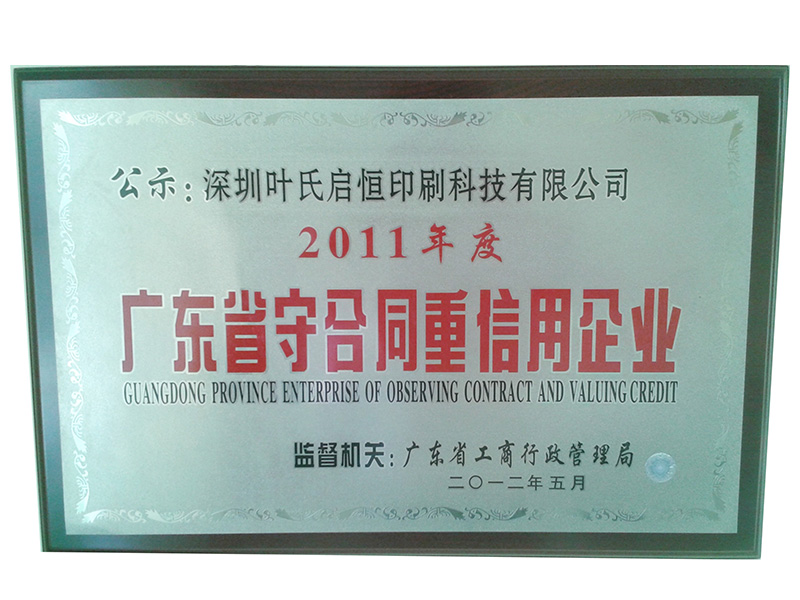 公示:深圳叶氏启恒印刷科技有限公司
2011年度
广东省守合同重信用企业
GUANGDONG PROVINCE ENTERPRISE OF OBSERVING CONTRACT AND VALUING CREDIT
监督机关:广东省工商行政管理局
二〇一二年五月